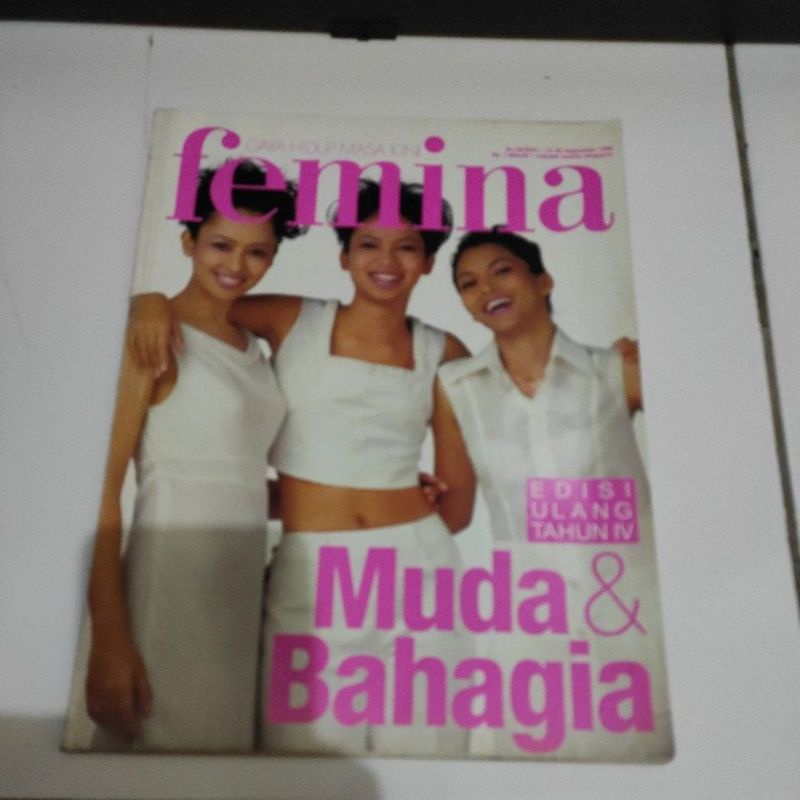 GAYA HIDUP MASA KINI
femina
EDISI
ULANG
TAHUN IV
Muda &
Bahagia